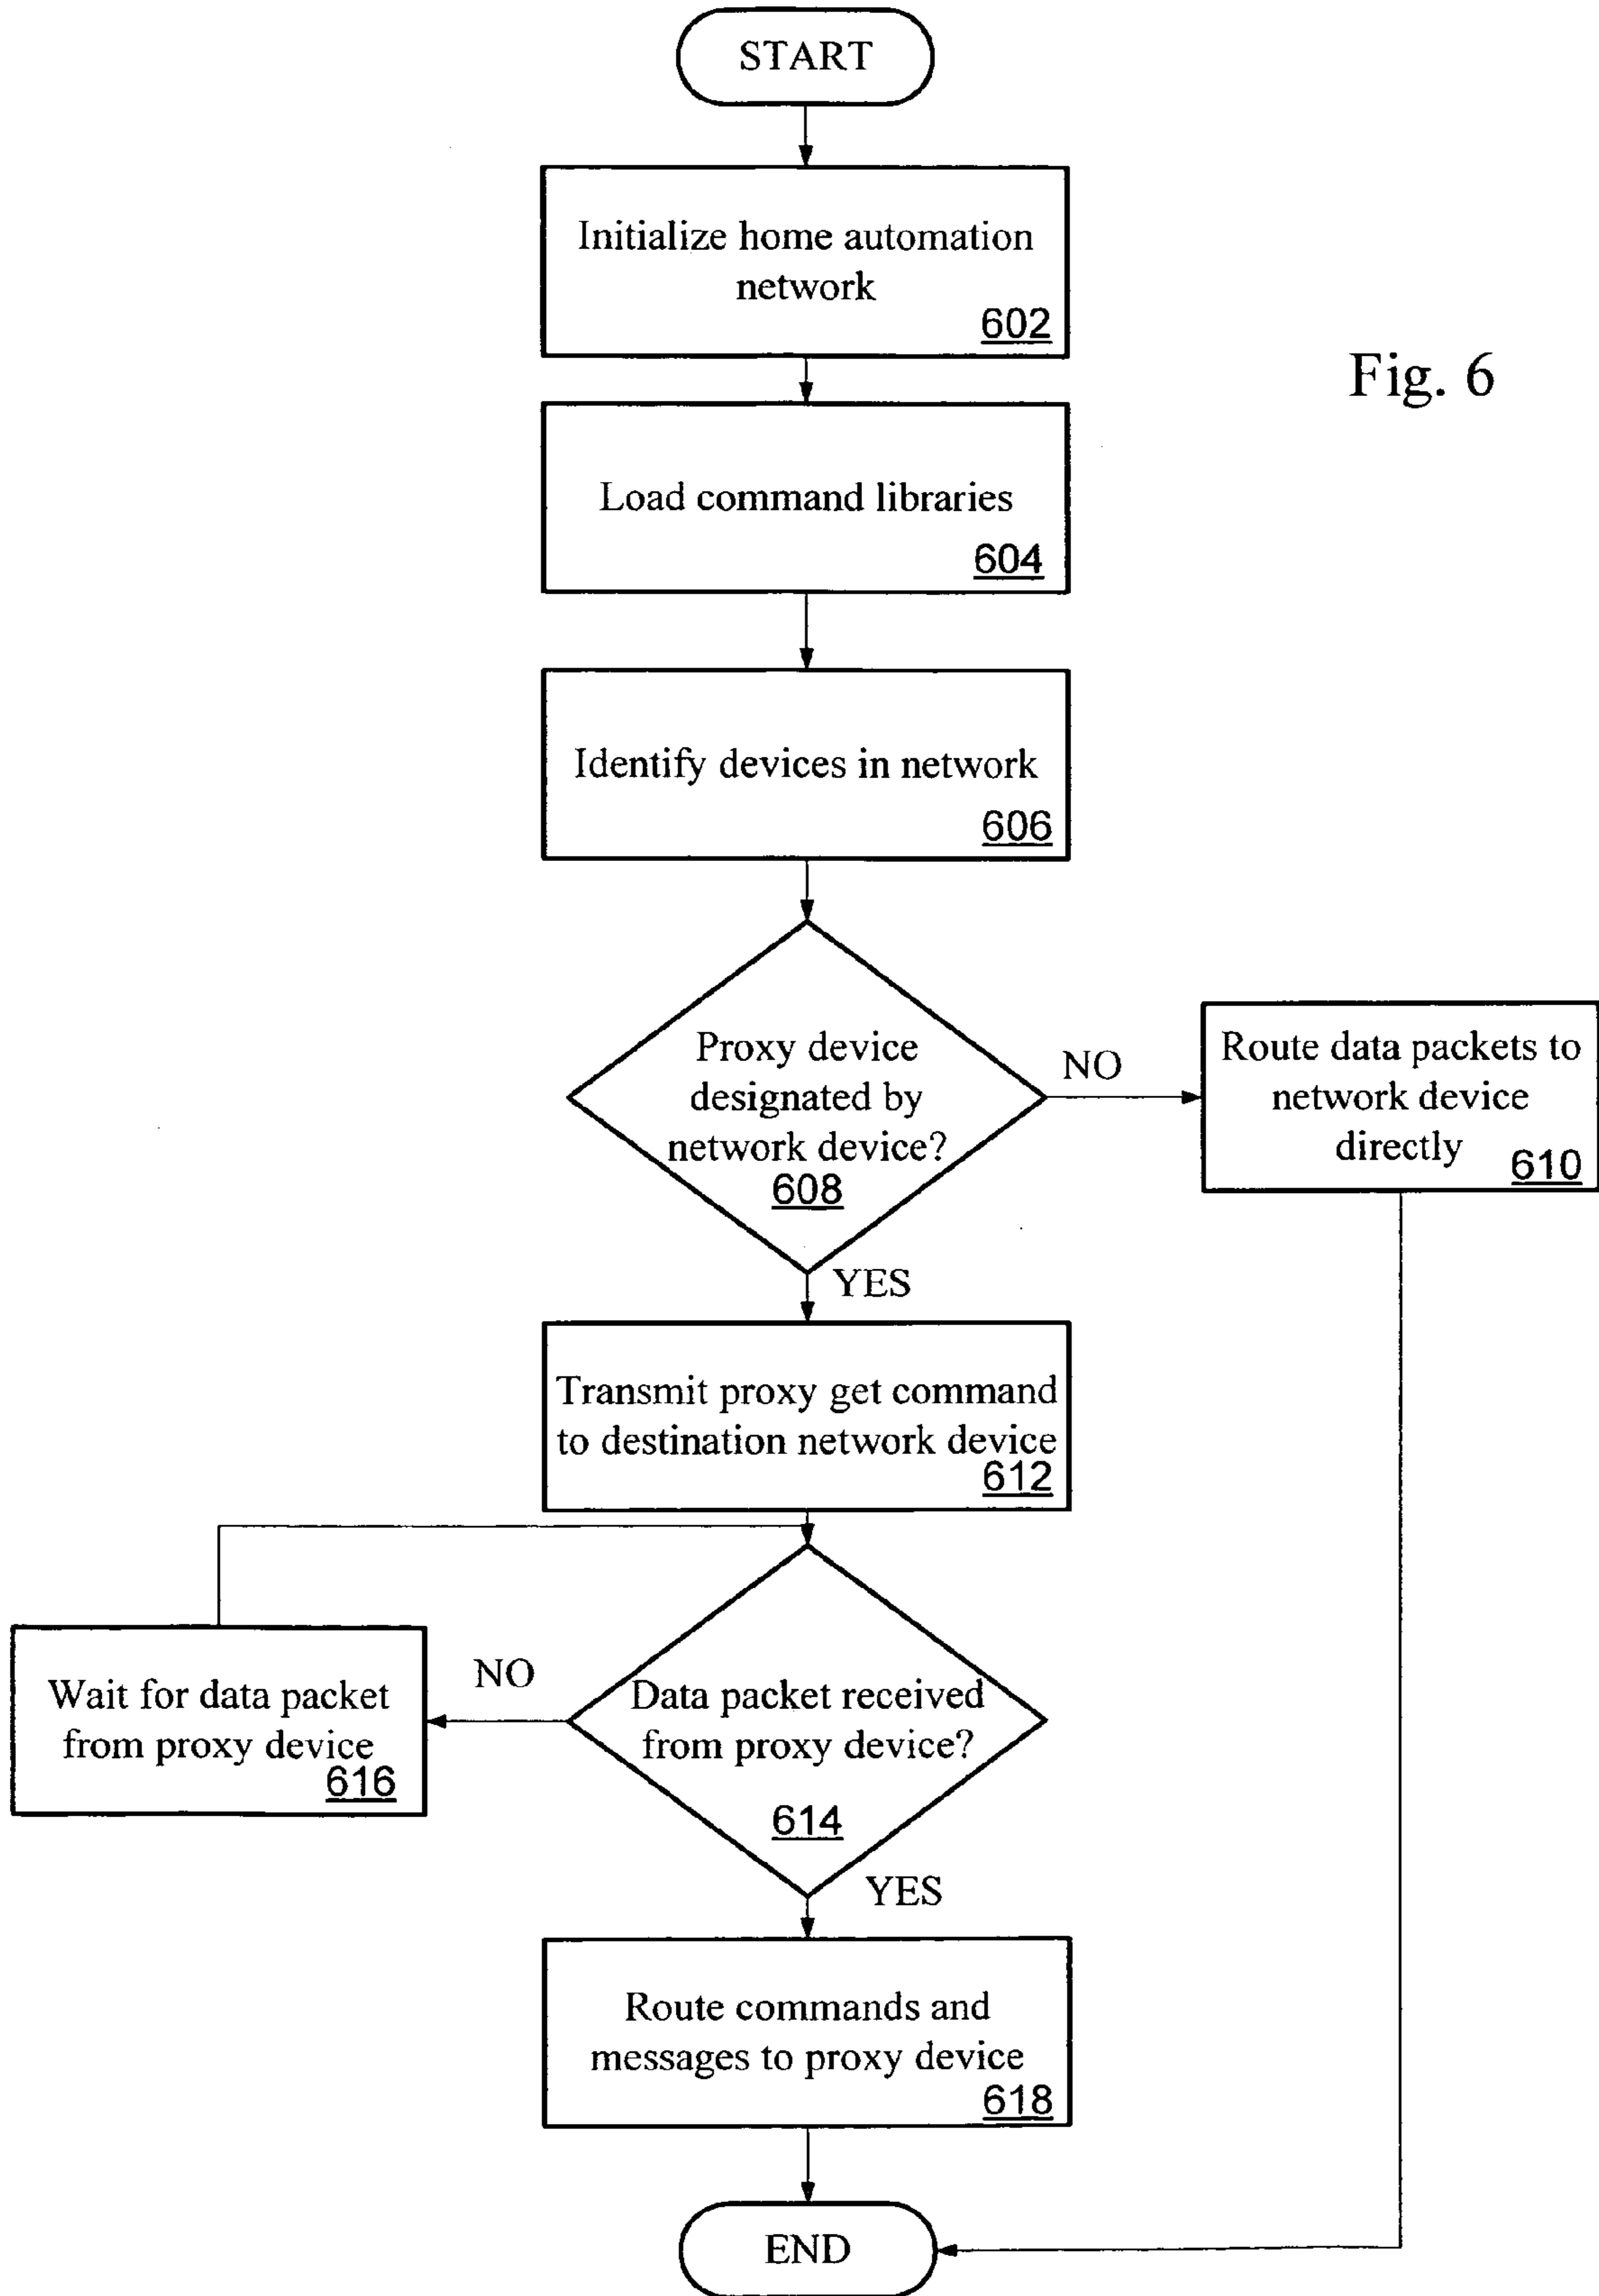 START
Initialize home automation
network
602
Fig. 6
Load command libraries
604
Identify devices in network
606
Proxy device
designated by
network device?
608
NO
Route data packets to
network device
directly
610
YES
Transmit proxy get command
to destination network device
612
Data packet received
from proxy device?
614
NO
Wait for data packet
from proxy device
616
YES
Route commands and
messages to proxy device
618
END